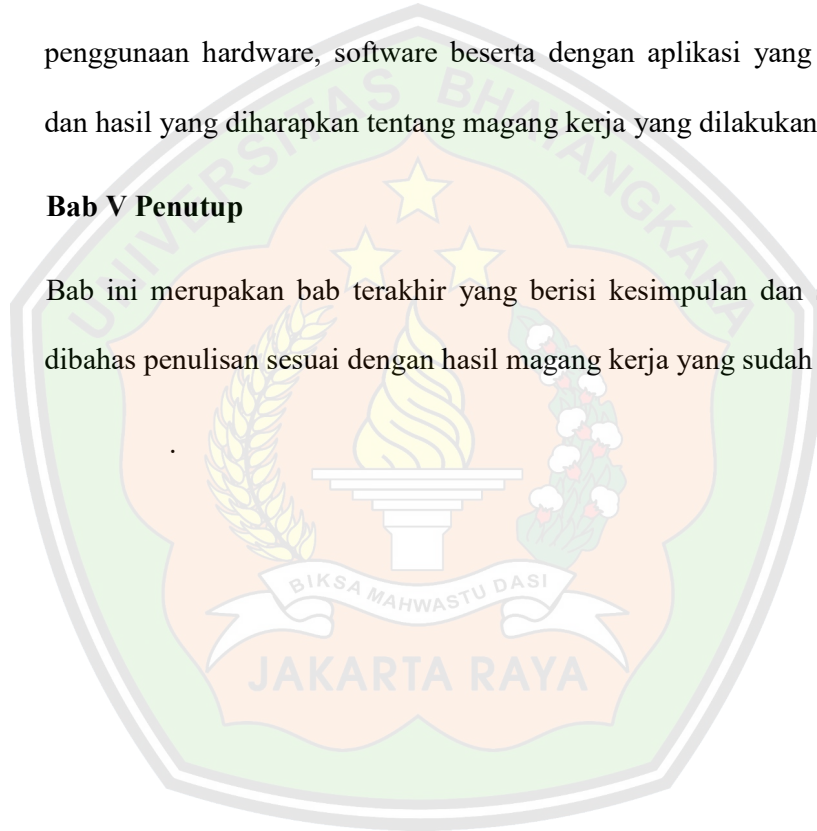 penggunaan hardware, software beserta dengan aplikasi yang
dan hasil yang diharapkan tentang magang kerja yang dilakukan
Bab V Penutup
Bab ini merupakan bab terakhir yang berisi kesimpulan dan
dibahas penulisan sesuai dengan hasil magang kerja yang sudah
.
UNIVERSITAS BHAYANGKARA
BIKSA MAHWASTU DASI
JAKARTA RAYA